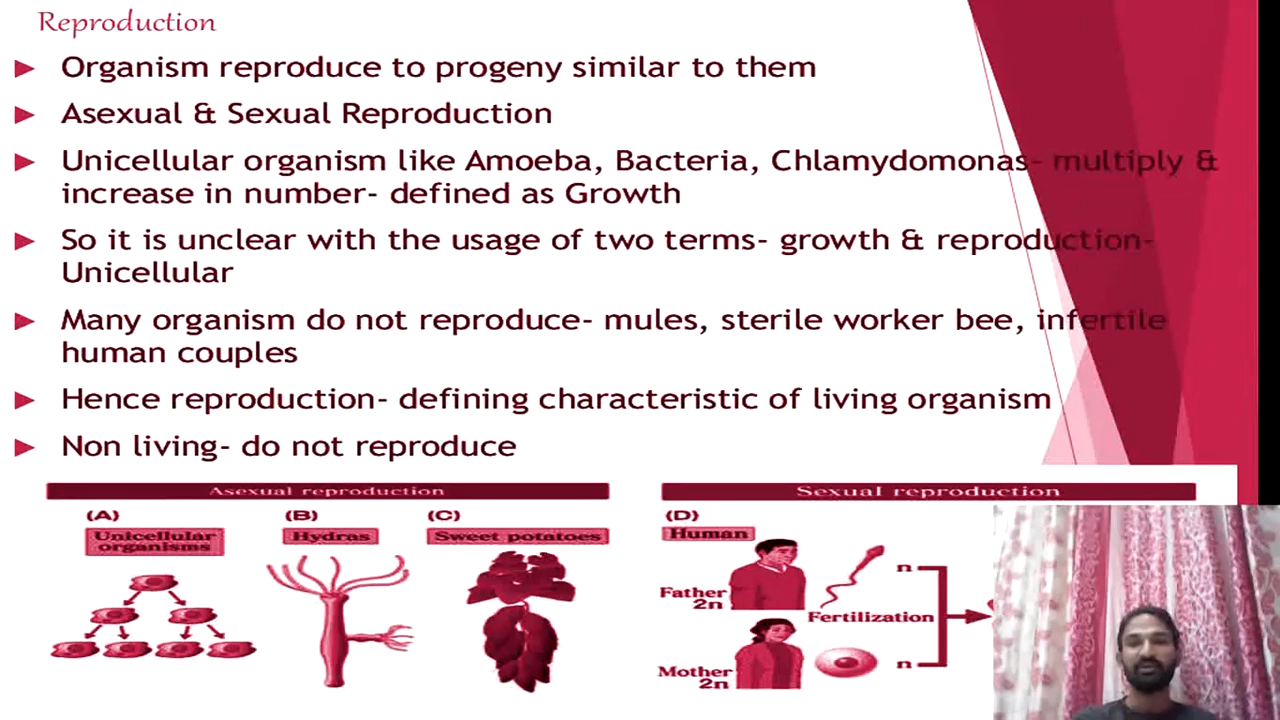 Reproduction
Organism reproduce to progeny similar to them
Asexual & Sexual Reproduction
Unicellular organism like Amoeba, Bacteria, Chlamydomonas- multiply &
increase in number- defined as Growth
So it is unclear with the usage of two terms- growth & reproduction-
Unicellular
Many organism do not reproduce- mules, sterile worker bee, infertile
human couples
Hence reproduction- defining characteristic of living organism
Non living- do not reproduce
Asexual reproduction
(A)
Unicellular
organisms
(B)
Hydras
(C)
Sweet potatoes
Sexual reproduction
(D)
Human
Father
2n
n
Fertilization
Mother
2n
n